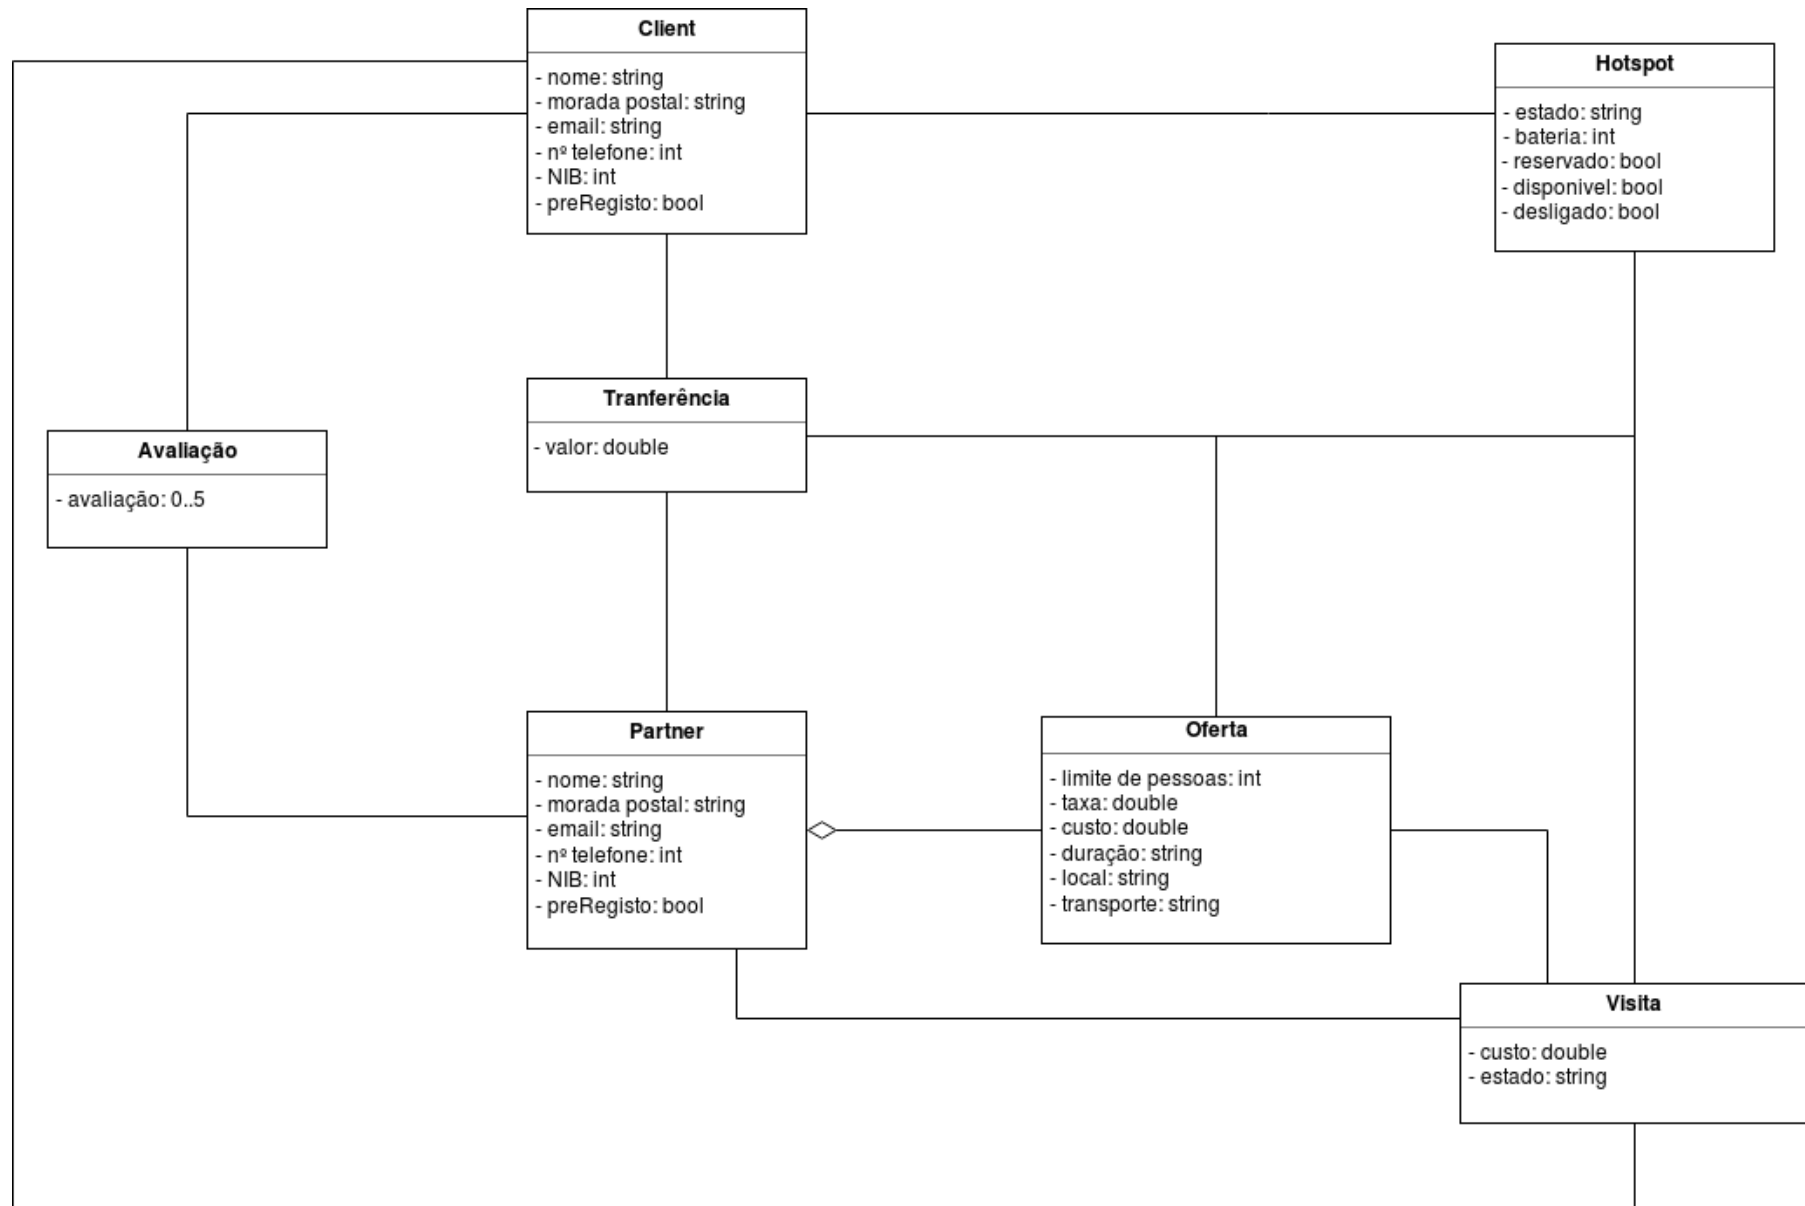 Client
- nome: string
- morada postal: string
- email: string
- nº telefone: int
- NIB: int
- preRegisto: bool
Hotspot
- estado: string
- bateria: int
- reservado: bool
- disponivel: bool
- desligado: bool
Tranferência
- valor: double
Avaliação
- avaliação: 0..5
Partner
- nome: string
- morada postal: string
- email: string
- nº telefone: int
- NIB: int
- preRegisto: bool
Oferta
- limite de pessoas: int
- taxa: double
- custo: double
- duração: string
- local: string
- transporte: string
Visita
- custo: double
- estado: string